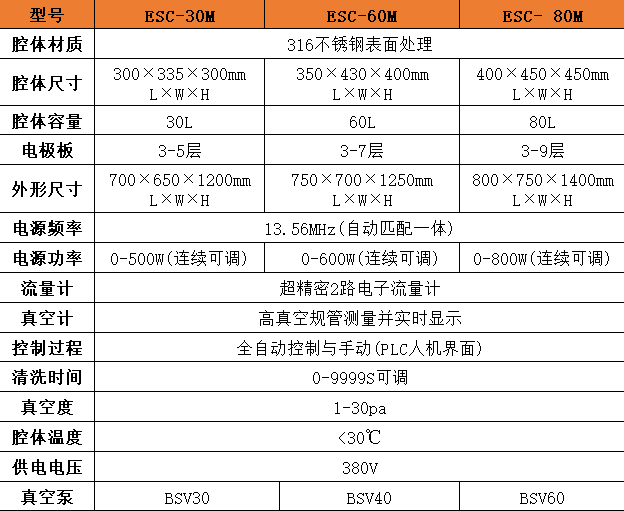 型号 ESC-30M ESC-60M ESC- 80M
腔体材质 316不锈钢表面处理
腔体尺寸 300×335×300mm L×W×H 350×430×400mm L×W×H 400×450×450mm L×W×H
腔体容量 30L 60L 80L
电极板 3-5层 3-7层 3-9层
外形尺寸 700×650×1200mm L×W×H 750×700×1250mm L×W×H 800×750×1400mm L×W×H
电源频率 13.56MHz(自动匹配一体)
电源功率 0-500W(连续可调) 0-600W(连续可调) 0-800W(连续可调)
流量计 超精密2路电子流量计
真空计 高真空规管测量并实时显示
控制过程 全自动控制与手动(PLC人机界面)
清洗时间 0-9999S可调
真空度 1-30pa
腔体温度 <30℃
供电电压 380V
真空泵 BSV30 BSV40 BSV60